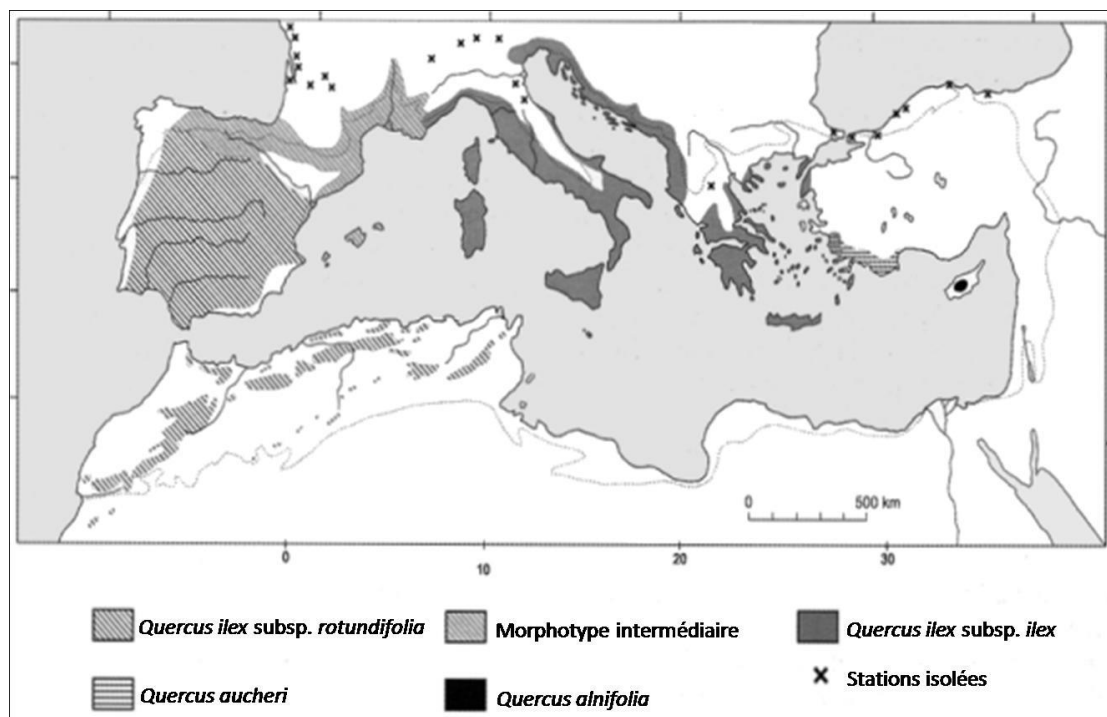 0 500 km
0 10 20 30
Quercus ilex subsp. rotundifolia Morphotype intermédiaire Quercus ilex subsp. ilex
Quercus aucheri Quercus alnifolia Stations isolées